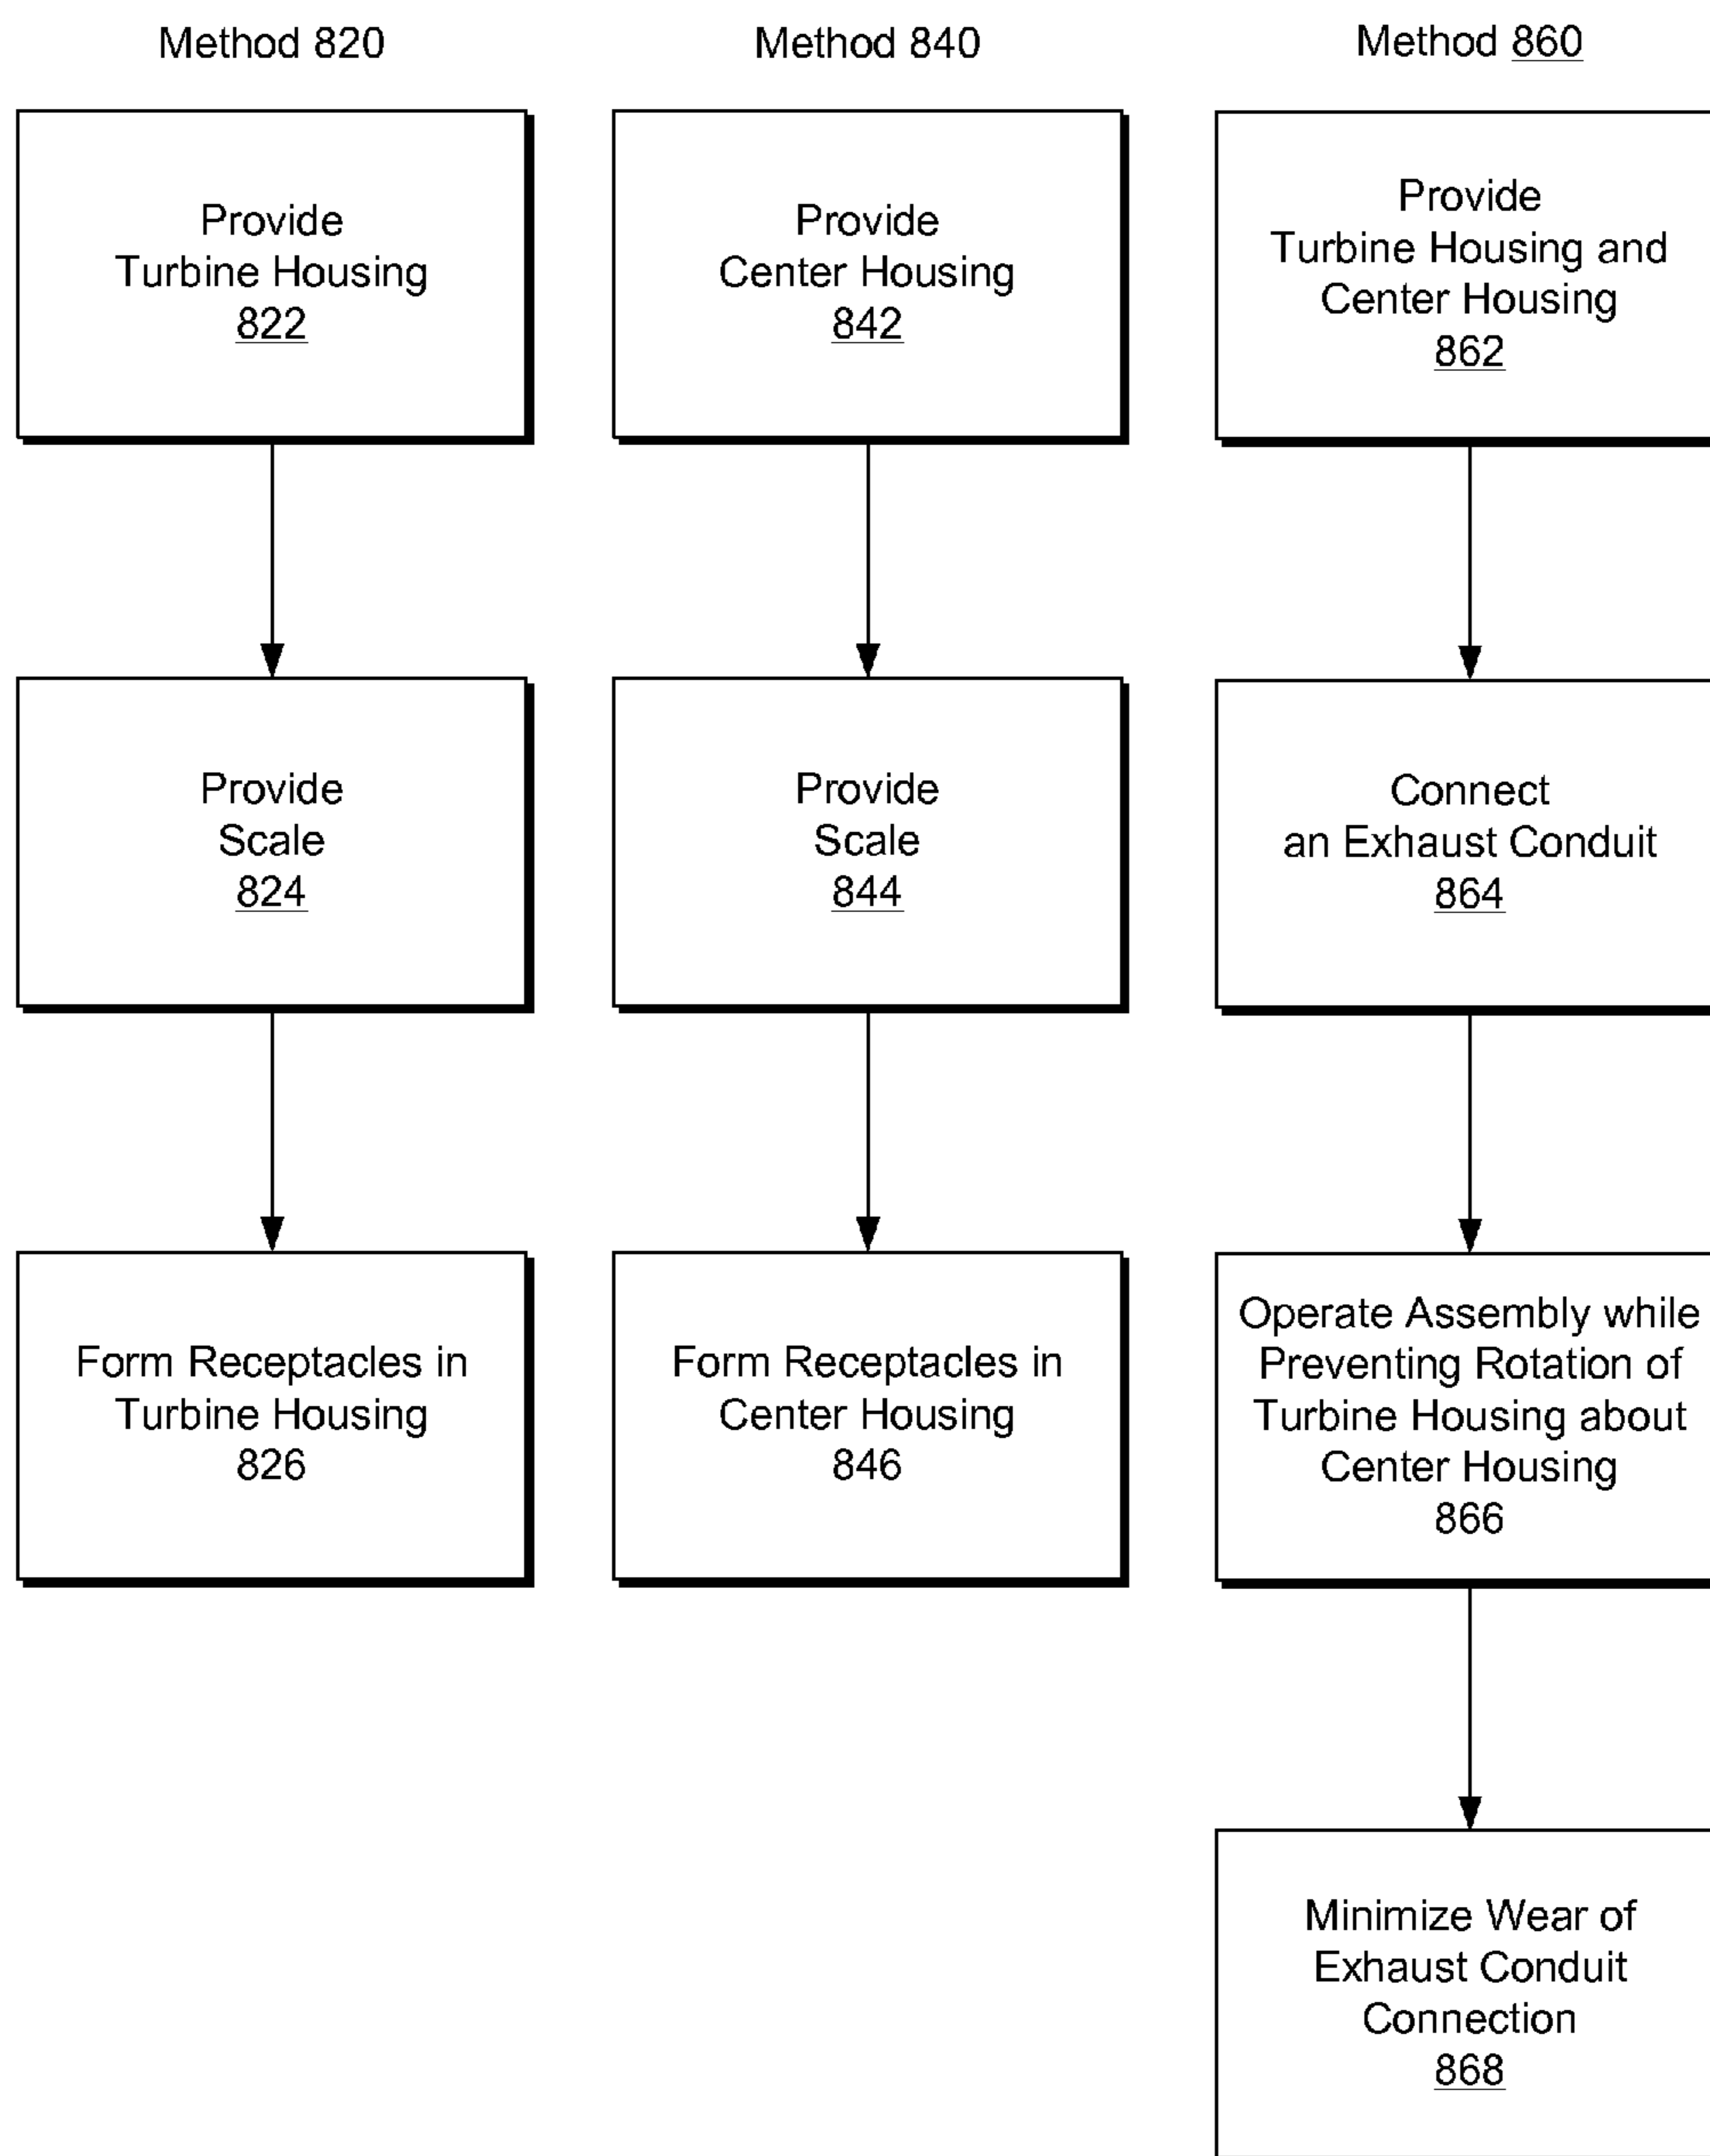 Method 820
Provide
Turbine Housing
822
Provide
Scale
824
Form Receptacles in
Turbine Housing
826
Method 840
Provide
Center Housing
842
Provide
Scale
844
Form Receptacles in
Center Housing
846
Method 860
Provide
Turbine Housing and
Center Housing
862
Connect
an Exhaust Conduit
864
Operate Assembly while
Preventing Rotation of
Turbine Housing about
Center Housing
866
Minimize Wear of
Exhaust Conduit
Connection
868